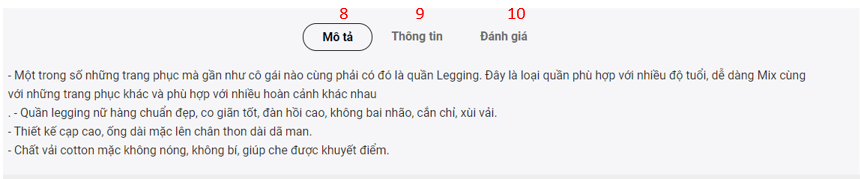 8 9 10
Mô tả Thông tin Đánh giá
- Một trong số những trang phục mà gần như cô gái nào cùng phải có đó là quần Legging. Đây là loại quần phù hợp với nhiều độ tuổi, dễ dàng Mix cùng
với những trang phục khác và phù hợp với nhiều hoàn cảnh khác nhau
. - Quần legging nữ hàng chuẩn đẹp, co giãn tốt, đàn hồi cao, không bai nhão, cắn chỉ, xùi vải.
- Thiết kế cạp cao, ống dài mặc lên chân thon dài dã man.
- Chất vải cotton mặc không nóng, không bí, giúp che được khuyết điểm.